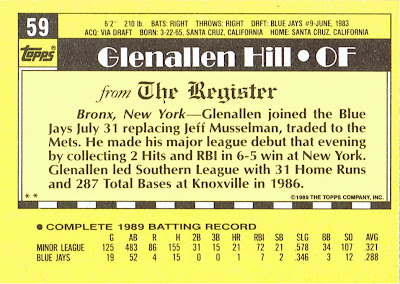 59
6'2" 210 lb. BATS: RIGHT THROWS: RIGHT DRFT: BLUE JAYS #9-JUNE, 1983
ACQ: VIA DRAFT BORN: 3-22-65, SANTA CRUZ, CALIFORNIA HOME: SANTA CRUZ, CALIFORNIA
Topps®
Glenallen Hill • OF
from The Register
Bronx, New York—Glenallen joined the Blue
Jays July 31 replacing Jeff Musselman, traded to the
Mets. He made his major league debut that evening
by collecting 2 Hits and RBI in 6-5 win at New York.
Glenallen led Southern League with 31 Home Runs
and 287 Total Bases at Knoxville in 1986.
** ©1989 THE TOPPS COMPANY, INC.
• COMPLETE 1989 BATTING RECORD
G AB R H 2B 3B HR RBI SB SLG BB SO AVG
MINOR LEAGUE 125 483 86 155 31 15 21 72 21 .578 34 107 .321
BLUE JAYS 19 52 4 15 0 0 1 7 2 .346 3 12 .288